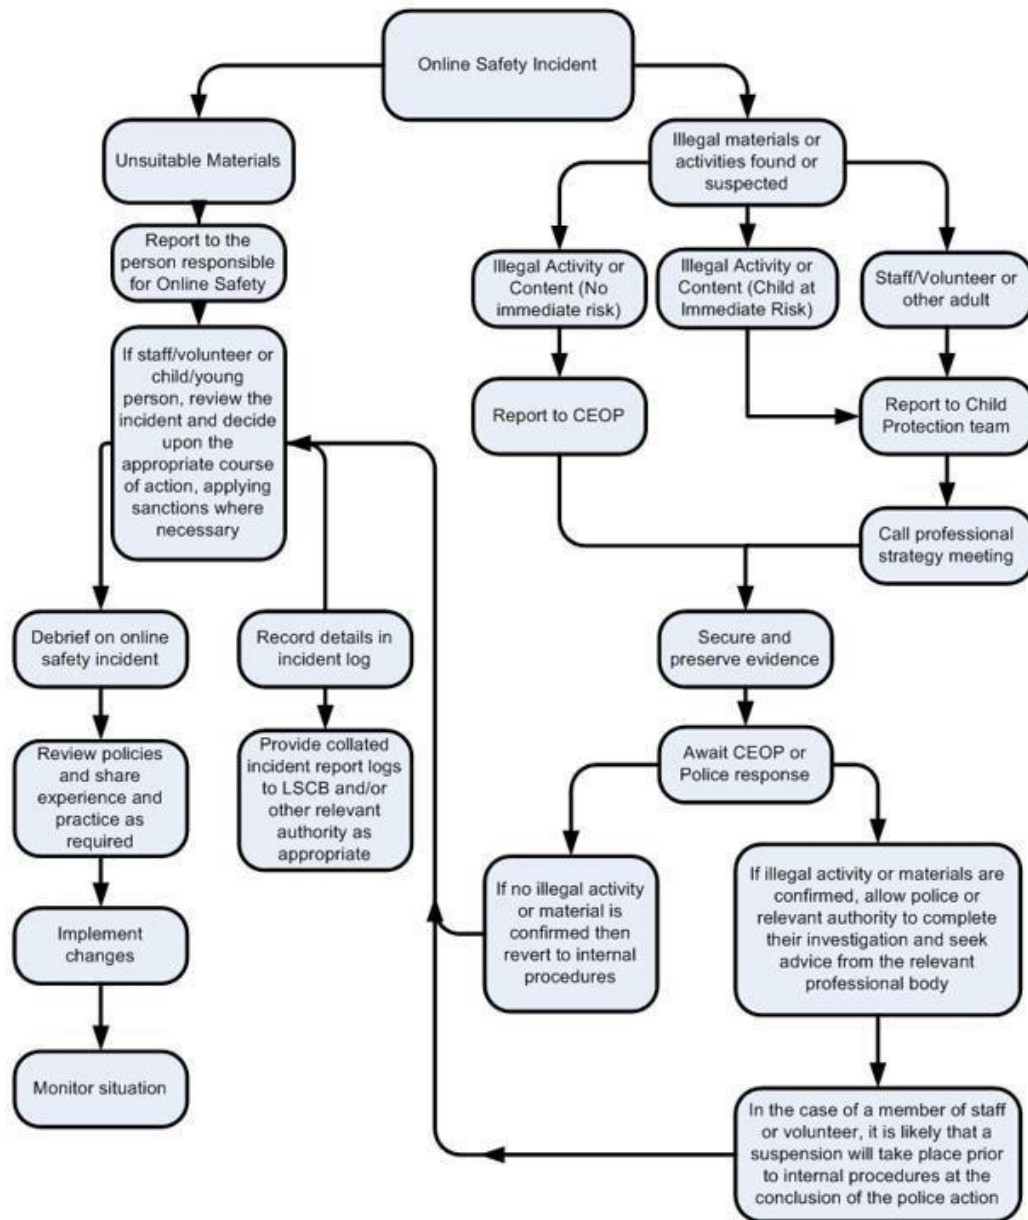 Online Safety Incident
Unsuitable Materials
Illegal materials or
activities found or
suspected
Report to the
person responsible
for Online Safety
Illegal Activity or
Content (No
immediate risk)
Illegal Activity or
Content (Child at
Immediate Risk)
Staff/Volunteer or
other adult
If staff/volunteer or
child/young
person, review the
incident and decide
upon the
appropriate course
of action, applying
sanctions where
necessary
Report to CEOP
Report to Child
Protection team
Call professional
strategy meeting
Debrief on online
safety incident
Record details in
incident log
Secure and
preserve evidence
Review policies
and share
experience and
practice as
required
Provide collated
incident report logs
to LSCB and/or
other relevant
authority as
appropriate
Await CEOP or
Police response
If no illegal activity
or material is
confirmed then
revert to internal
procedures
If illegal activity or materials are
confirmed, allow police or
relevant authority to complete
their investigation and seek
advice from the relevant
professional body
Implement
changes
Monitor situation
In the case of a member of staff
or volunteer, it is likely that a
suspension will take place prior
to internal procedures at the
conclusion of the police action